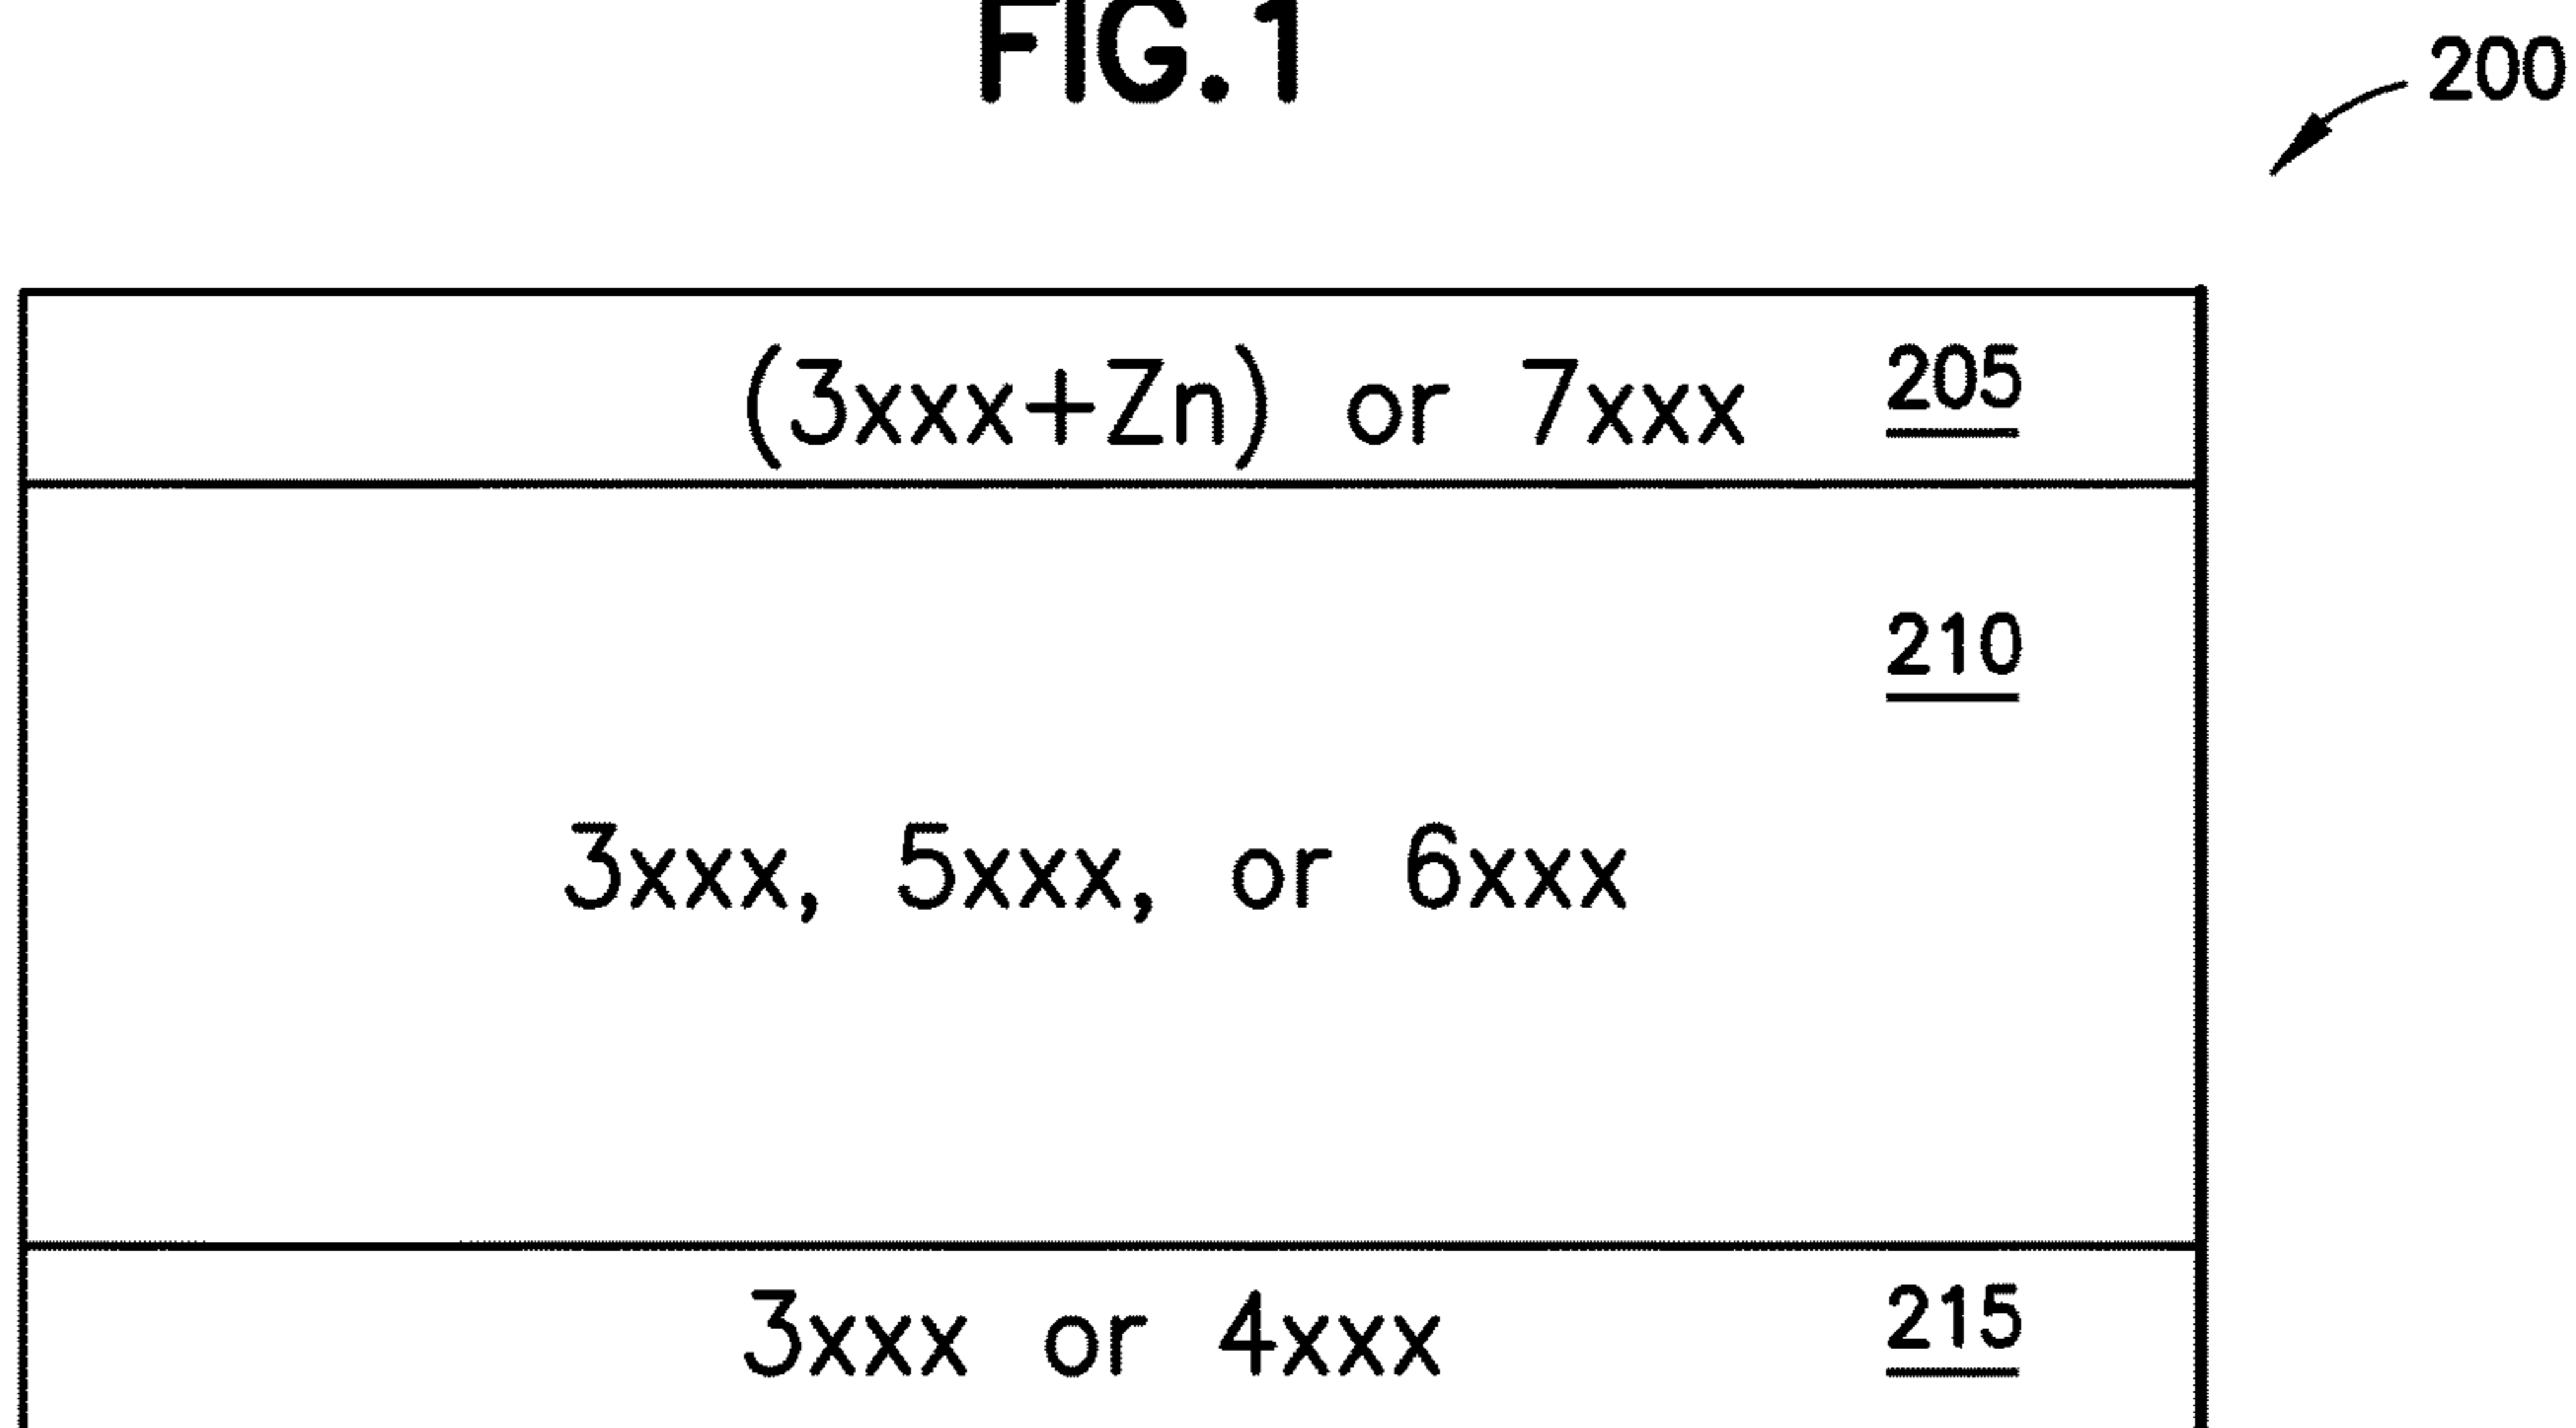 FIG.1
200
(3xxx+Zn) or 7xxx 205
210
3xxx, 5xxx, or 6xxx
3xxx or 4xxx 215